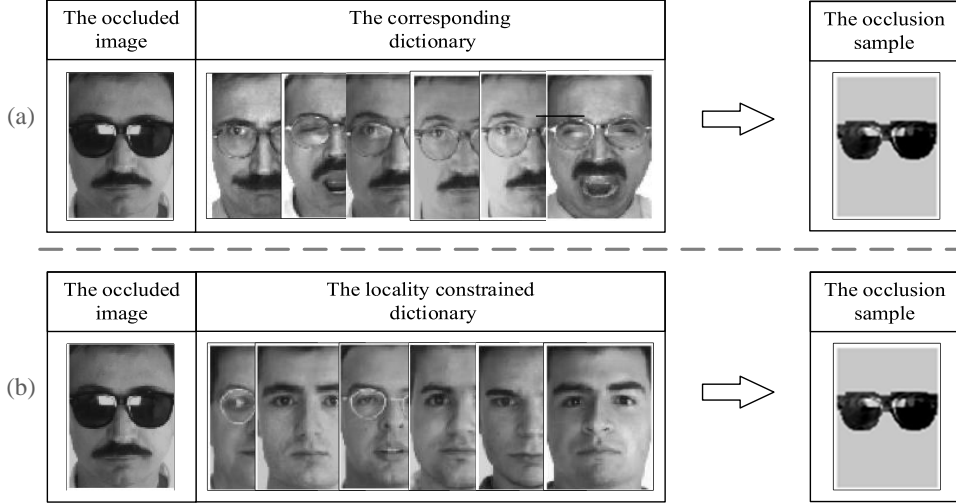 The occluded
image
The corresponding
dictionary
The occlusion
sample
(a)
The occluded
image
The locality constrained
dictionary
The occlusion
sample
(b)